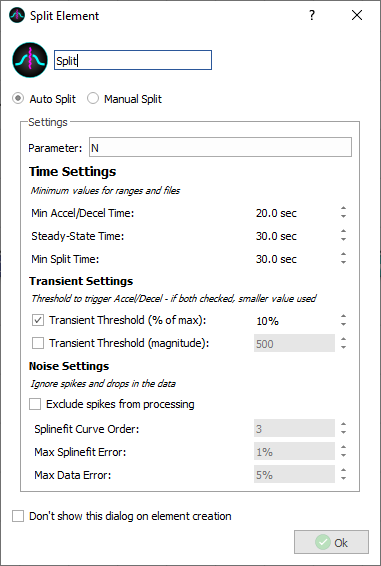 Split Element
?
Split
Auto Split Manual Split
Settings
Parameter: N
Time Settings
Minimum values for ranges and files
Min Accel/Decel Time: 20.0 sec
Steady-State Time: 30.0 sec
Min Split Time: 30.0 sec
Transient Settings
Threshold to trigger Accel/Decel - if both checked, smaller value used
Transient Threshold (% of max): 10%
Transient Threshold (magnitude): 500
Noise Settings
Ignore spikes and drops in the data
Exclude spikes from processing
Splinefit Curve Order: 3
Max Splinefit Error: 1%
Max Data Error: 5%
Don't show this dialog on element creation
Ok